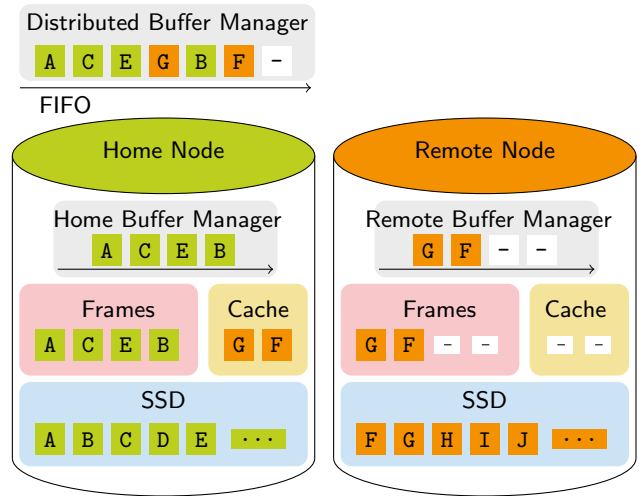 Distributed Buffer Manager
A C E G B F -
FIFO
Home Node
Home Buffer Manager
A C E B
Frames
A C E B
Cache
G F
SSD
A B C D E ...
Remote Node
Remote Buffer Manager
G F - -
Frames
G F - -
Cache
- -
SSD
F G H I J ...